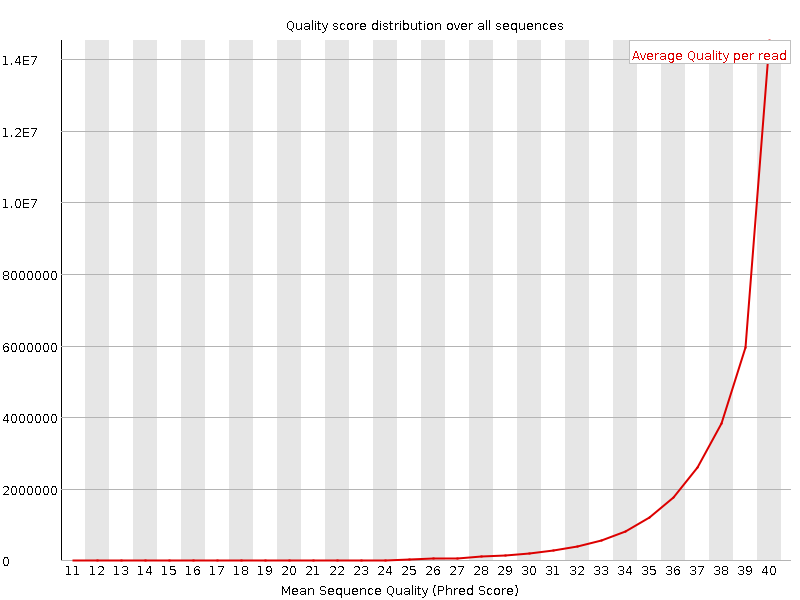 Quality score distribution over all sequences
Average Quality per read
1.4E7
1.2E7
1.0E7
8000000
6000000
4000000
2000000
0
11 12 13 14 15 16 17 18 19 20 21 22 23 24 25 26 27 28 29 30 31 32 33 34 35 36 37 38 39 40
Mean Sequence Quality (Phred Score)